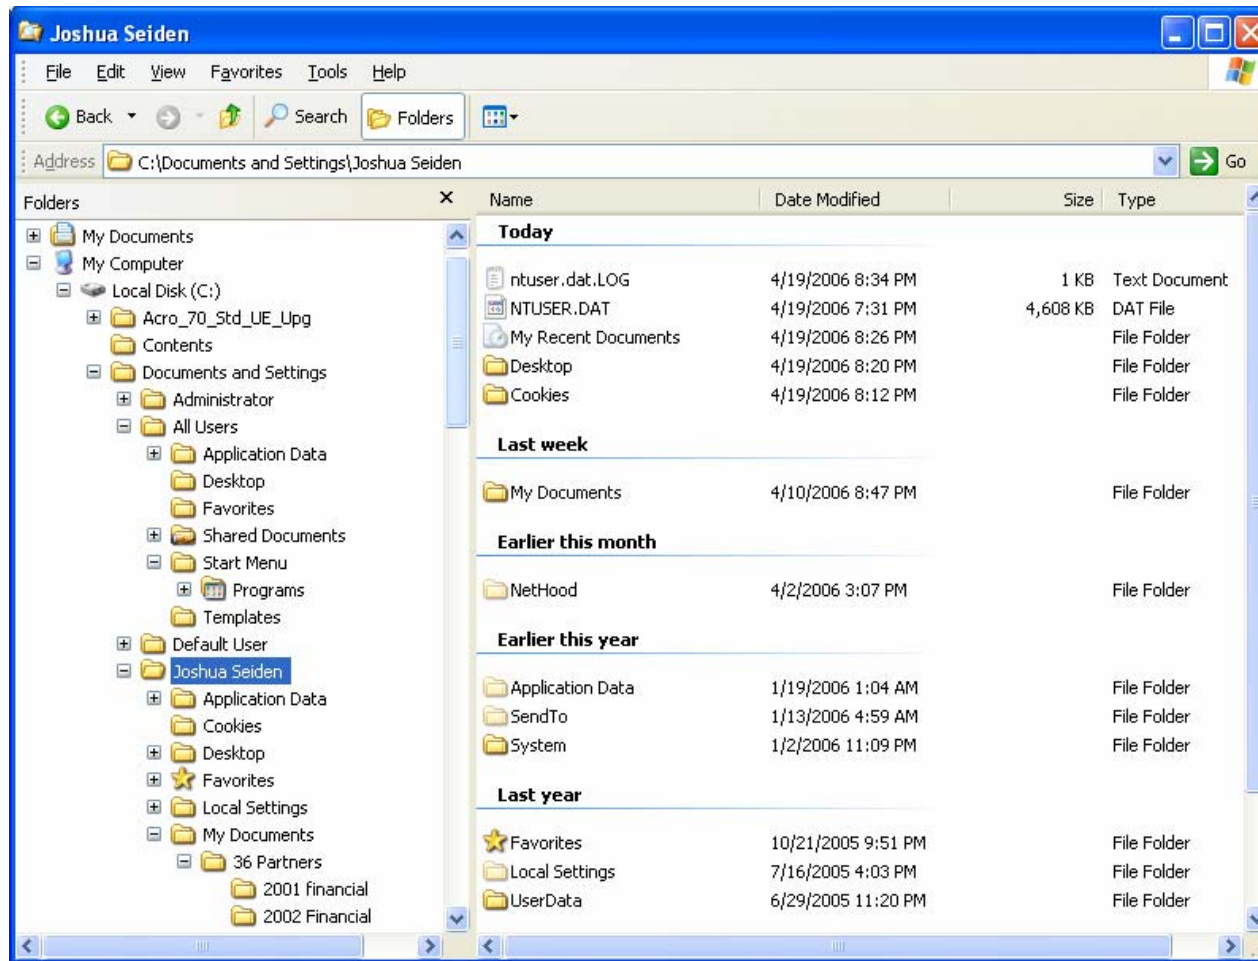 Joshua Seiden
File Edit View Favorites Tools Help
Back Search Folders
Address C:\Documents and Settings\Joshua Seiden Go
Folders
My Documents
My Computer
Local Disk (C:)
Acro_70_Std_UE_Upg
Contents
Documents and Settings
Administrator
All Users
Application Data
Desktop
Favorites
Shared Documents
Start Menu
Programs
Templates
Default User
Joshua Seiden
Application Data
Cookies
Desktop
Favorites
Local Settings
My Documents
36 Partners
2001 financial
2002 Financial
Name Date Modified Size Type
Today
ntuser.dat.LOG 4/19/2006 8:34 PM 1 KB Text Document
NTUSER.DAT 4/19/2006 7:31 PM 4,608 KB DAT File
My Recent Documents 4/19/2006 8:26 PM File Folder
Desktop 4/19/2006 8:20 PM File Folder
Cookies 4/19/2006 8:12 PM File Folder
Last week
My Documents 4/10/2006 8:47 PM File Folder
Earlier this month
NetHood 4/2/2006 3:07 PM File Folder
Earlier this year
Application Data 1/19/2006 1:04 AM File Folder
SendTo 1/13/2006 4:59 AM File Folder
System 1/2/2006 11:09 PM File Folder
Last year
Favorites 10/21/2005 9:51 PM File Folder
Local Settings 7/16/2005 4:03 PM File Folder
UserData 6/29/2005 11:20 PM File Folder